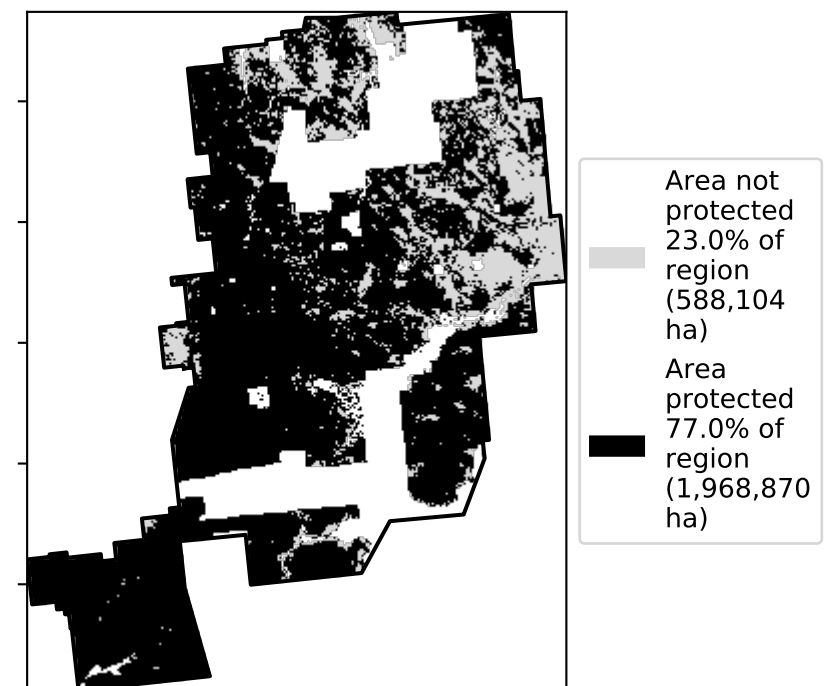 Area not
protected
23.0% of
region
(588,104
ha)
Area
protected
77.0% of
region
(1,968,870
ha)